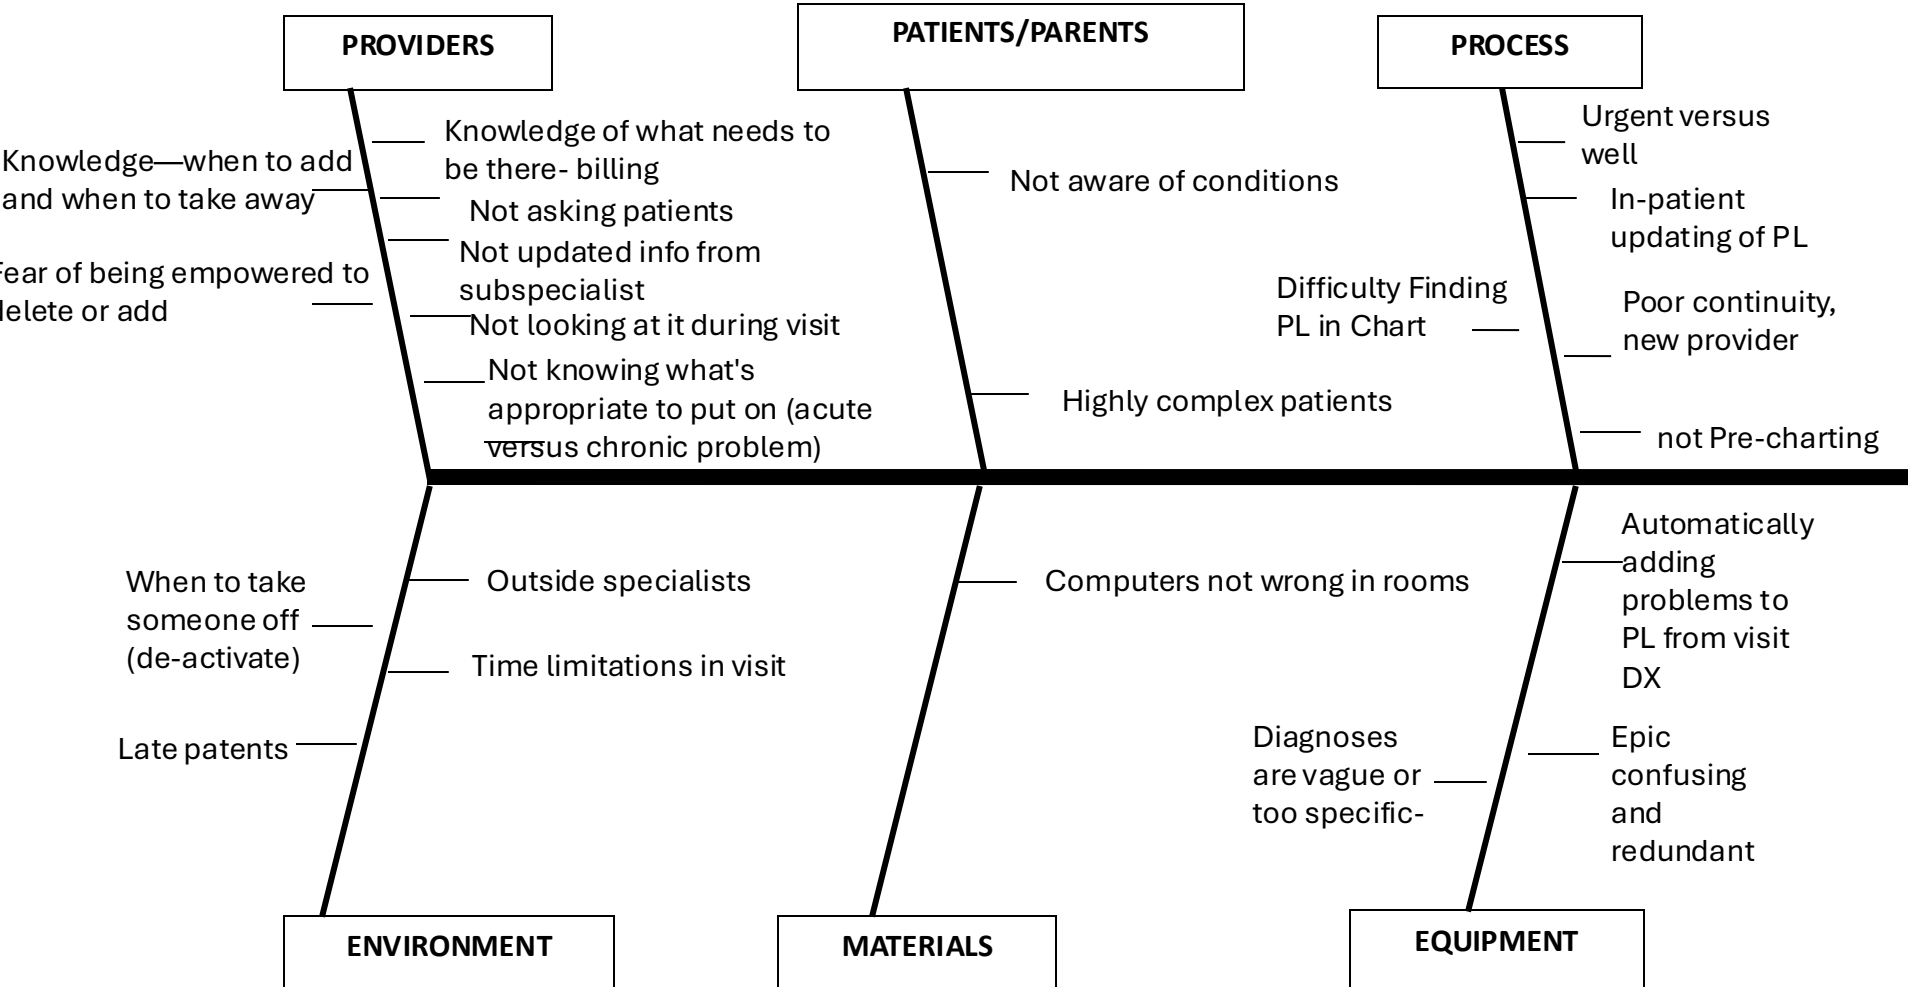 PROVIDERS
PATIENTS/PARENTS
PROCESS
Knowledge—when to add
and when to take away
Fear of being empowered to
delete or add
Knowledge of what needs to
be there- billing
Not asking patients
Not updated info from
subspecialist
Not looking at it during visit
Not knowing what's
appropriate to put on (acute
versus chronic problem)
Not aware of conditions
Highly complex patients
Difficulty Finding
PL in Chart
Urgent versus
well
In-patient
updating of PL
Poor continuity,
new provider
not Pre-charting
When to take
someone off
(de-activate)
Late patents
Outside specialists
Time limitations in visit
Computers not wrong in rooms
Diagnoses
are vague or
too specific-
Automatically
adding
problems to
PL from visit
DX
Epic
confusing
and
redundant
ENVIRONMENT
MATERIALS
EQUIPMENT